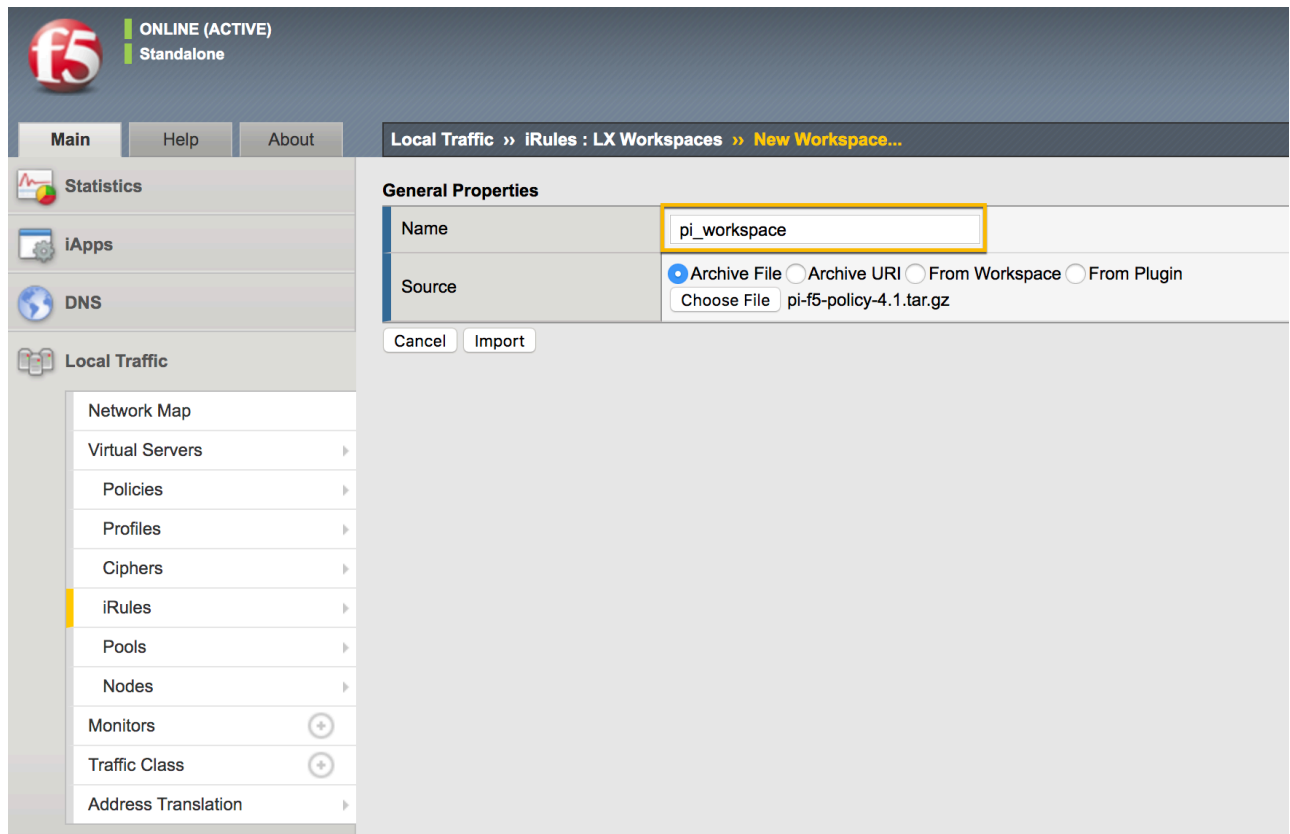 f5
ONLINE (ACTIVE)
Standalone
Main Help About
Local Traffic ›› iRules : LX Workspaces ›› New Workspace...
Statistics
iApps
DNS
Local Traffic
Network Map
Virtual Servers
Policies
Profiles
Ciphers
iRules
Pools
Nodes
Monitors
Traffic Class
Address Translation
General Properties
Name pi_workspace
Source Archive File Archive URI From Workspace From Plugin
Choose File pi-f5-policy-4.1.tar.gz
Cancel Import